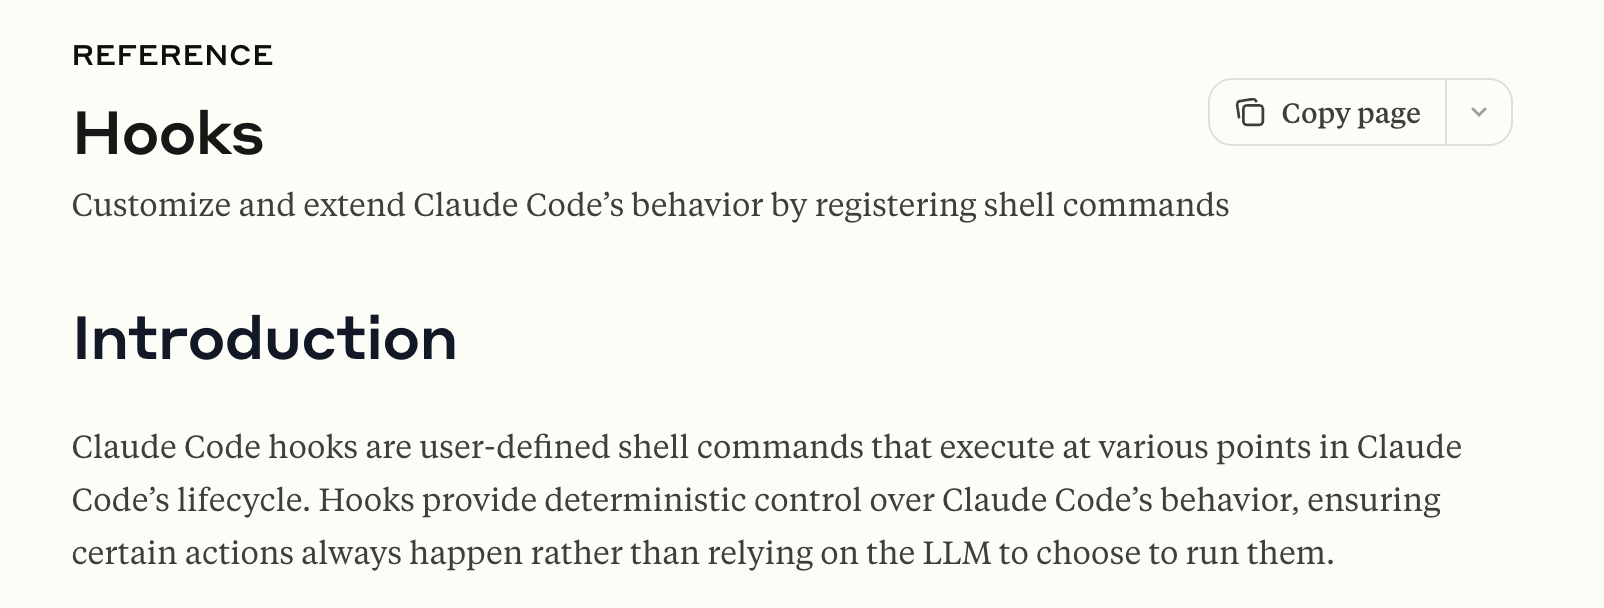 REFERENCE
Hooks
Copy page
Customize and extend Claude Code’s behavior by registering shell commands
Introduction
Claude Code hooks are user-defined shell commands that execute at various points in Claude
Code’s lifecycle. Hooks provide deterministic control over Claude Code’s behavior, ensuring
certain actions always happen rather than relying on the LLM to choose to run them.